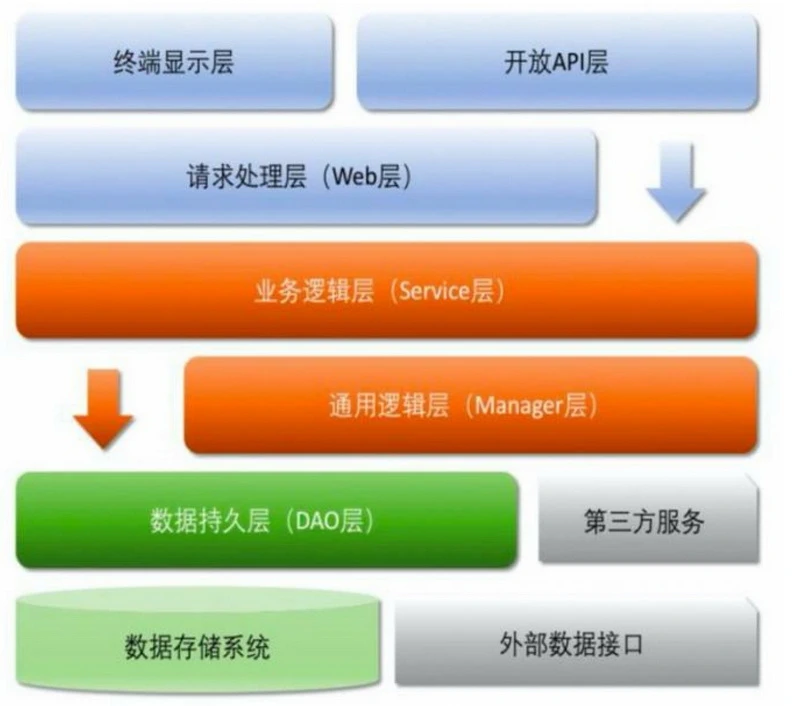 终端显示层
开放API层
请求处理层（Web层）
业务逻辑层（Service层）
通用逻辑层（Manager层）
数据持久层（DAO层）
第三方服务
数据存储系统
外部数据接口